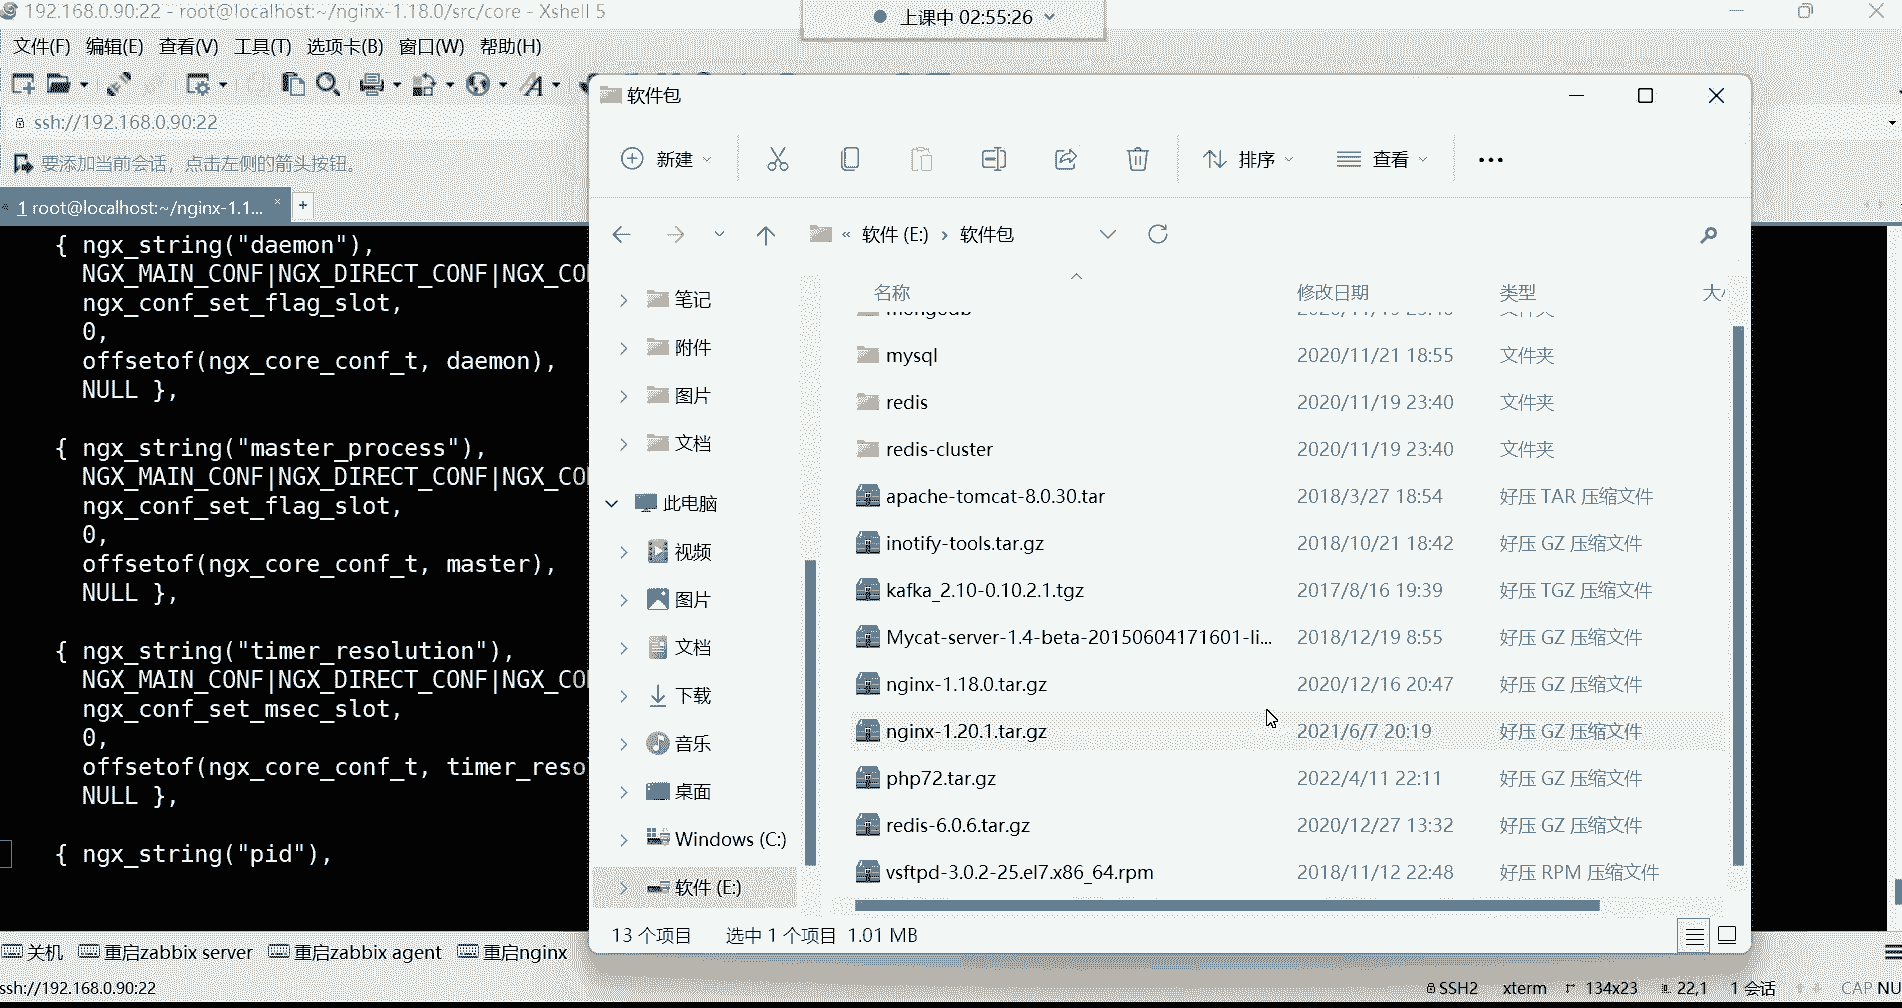 192.168.0.90:22 - root@localhost:~/nginx-1.18.0/src/core - Xshell 5
上课中 02:55:26
文件(F) 编辑(E) 查看(V) 工具(T) 选项卡(B) 窗口(W) 帮助(H)
ssh://192.168.0.90:22
要添加当前会话，点击左侧的箭头按钮。
1 root@localhost:~/nginx-1.1...
{ ngx_string("daemon"),
NGX_MAIN_CONF|NGX_DIRECT_CONF|NGX_CO
ngx_conf_set_flag_slot,
0,
offsetof(ngx_core_conf_t, daemon),
NULL },
{ ngx_string("master_process"),
NGX_MAIN_CONF|NGX_DIRECT_CONF|NGX_CO
ngx_conf_set_flag_slot,
0,
offsetof(ngx_core_conf_t, master),
NULL },
{ ngx_string("timer_resolution"),
NGX_MAIN_CONF|NGX_DIRECT_CONF|NGX_CO
ngx_conf_set_msec_slot,
0,
offsetof(ngx_core_conf_t, timer_reso
NULL },
{ ngx_string("pid"),
软件包
新建 排序 查看
« 软件 (E:) › 软件包
笔记
附件
图片
文档
此电脑
视频
图片
文档
下载
音乐
桌面
Windows (C:)
软件 (E:)
名称 修改日期 类型
mysql 2020/11/21 18:55 文件夹
redis 2020/11/19 23:40 文件夹
redis-cluster 2020/11/19 23:40 文件夹
apache-tomcat-8.0.30.tar 2018/3/27 18:54 好压 TAR 压缩文件
inotify-tools.tar.gz 2018/10/21 18:42 好压 GZ 压缩文件
kafka_2.10-0.10.2.1.tgz 2017/8/16 19:39 好压 TGZ 压缩文件
Mycat-server-1.4-beta-20150604171601-li... 2018/12/19 8:55 好压 GZ 压缩文件
nginx-1.18.0.tar.gz 2020/12/16 20:47 好压 GZ 压缩文件
nginx-1.20.1.tar.gz 2021/6/7 20:19 好压 GZ 压缩文件
php72.tar.gz 2022/4/11 22:11 好压 GZ 压缩文件
redis-6.0.6.tar.gz 2020/12/27 13:32 好压 GZ 压缩文件
vsftpd-3.0.2-25.el7.x86_64.rpm 2018/11/12 22:48 好压 RPM 压缩文件
13 个项目 选中 1 个项目 1.01 MB
关机 重启zabbix server 重启zabbix agent 重启nginx
ssh://192.168.0.90:22 SSH2 xterm 134x23 22,1 1 会话 CAP NU